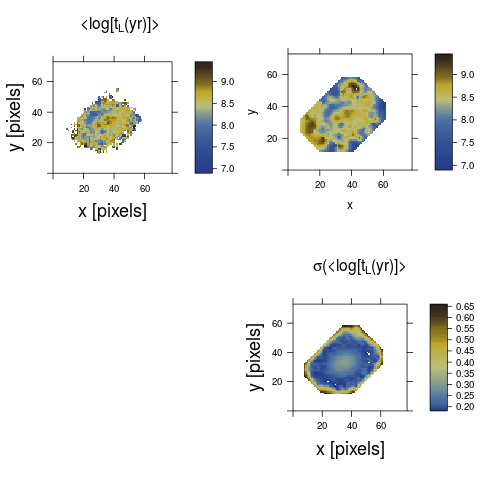 <log[tL(yr)]>
60
40
20
20 40 60
x [pixels]
y [pixels]
9.0
8.5
8.0
7.5
7.0
60
40
20
20 40 60
x
y
9.0
8.5
8.0
7.5
7.0
σ(<log[tL(yr)]>
60
40
20
20 40 60
x [pixels]
y [pixels]
0.65
0.60
0.55
0.50
0.45
0.40
0.35
0.30
0.25
0.20